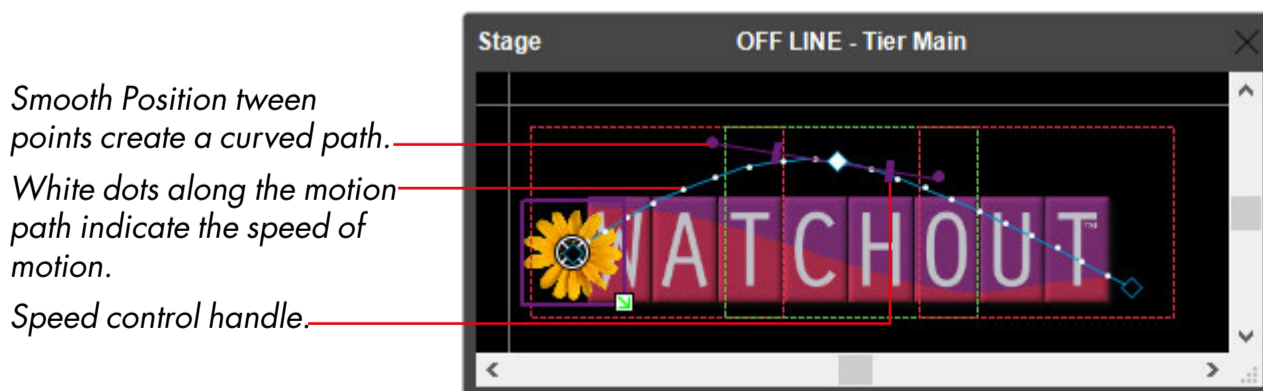 Stage
OFF LINE - Tier Main
Smooth Position tween
points create a curved path.
White dots along the motion
path indicate the speed of
motion.
Speed control handle.
WATCHOUT™